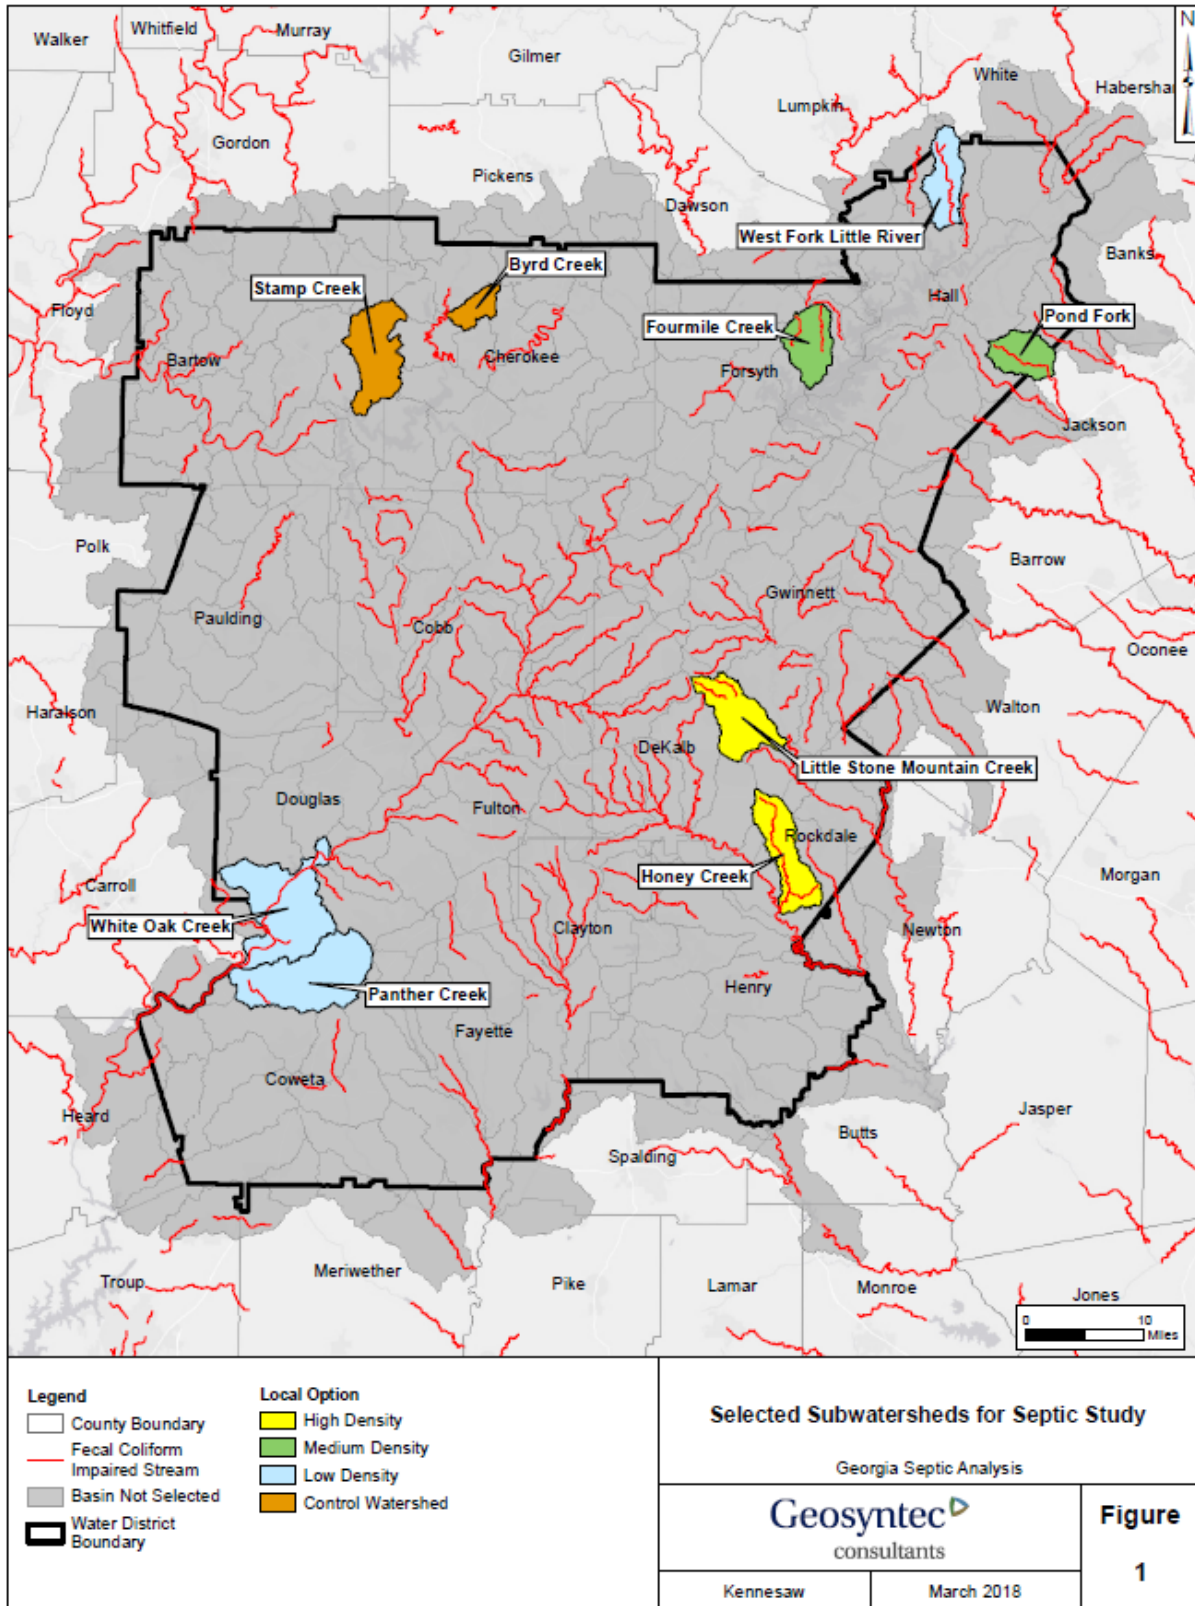 Walker
Whitfield
Murray
Gilmer
N
White
Habersha
Lumpkin
Gordon
Pickens
Dawson
West Fork Little River
Banks
Byrd Creek
Stamp Creek
Hall
Floyd
Pond Fork
Fourmile Creek
Bartow
Cherokee
Forsyth
Jackson
Polk
Barrow
Gwinnett
Paulding
Cobb
Oconee
Haralson
Walton
DeKalb
Little Stone Mountain Creek
Douglas
Fulton
Rockdale
Carroll
Honey Creek
Morgan
White Oak Creek
Clayton
Newton
Panther Creek
Henry
Fayette
Coweta
Heard
Jasper
Butts
Spalding
Troup
Meriwether
Pike
Lamar
Monroe
Jones
0 10
Miles
Legend
County Boundary
Fecal Coliform
Impaired Stream
Basin Not Selected
Water District
Boundary
Local Option
High Density
Medium Density
Low Density
Control Watershed
Selected Subwatersheds for Septic Study
Georgia Septic Analysis
Geosyntec
consultants
Kennesaw
March 2018
Figure
1